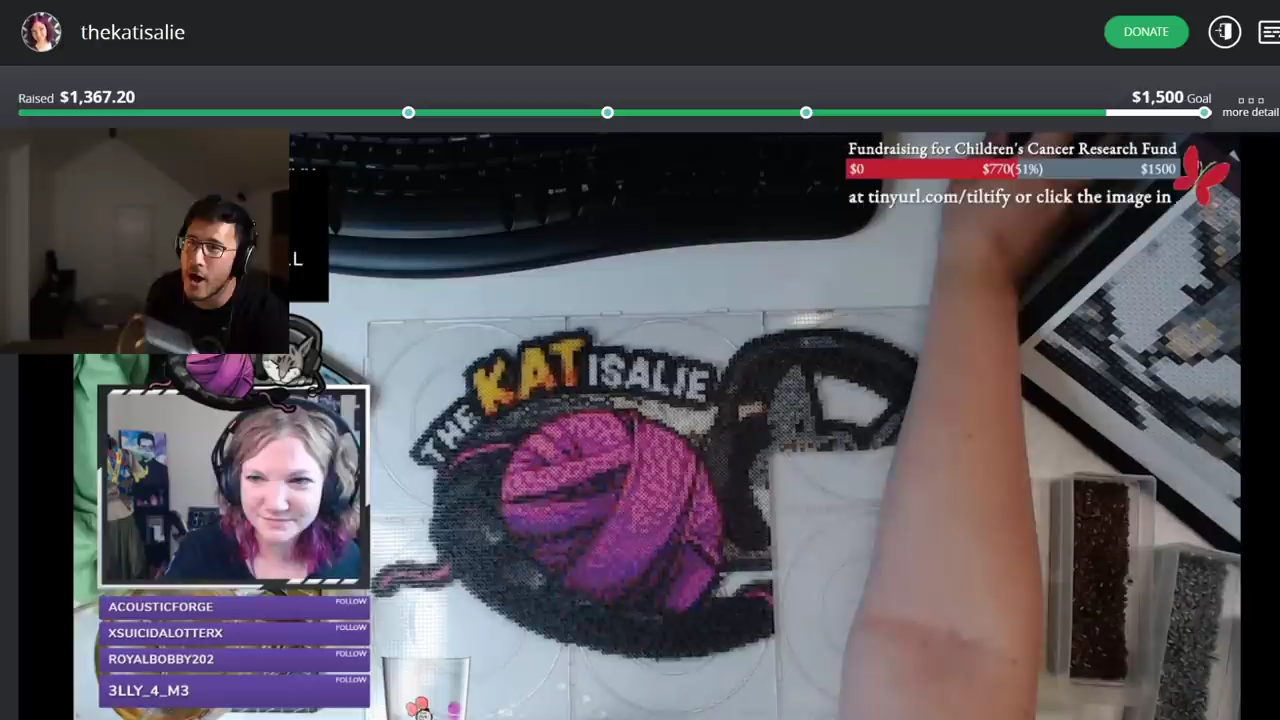 thekatisalie
DONATE
Raised $1,367.20
$1,500 Goal
more detail
Fundraising for Children's Cancer Research Fund
$0 $770(51%) $1500
at tinyurl.com/tiltify or click the image in
L
THE KATISALIE
ACOUSTICFORGE FOLLOW
XSUICIDALOTTERX FOLLOW
ROYALBOBBY202 FOLLOW
3LLY_4_M3 FOLLOW